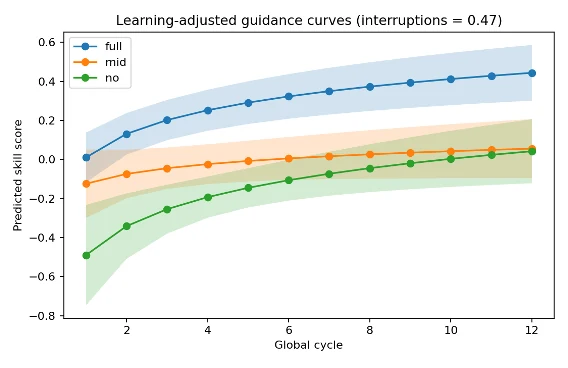 Learning-adjusted guidance curves (interruptions = 0.47)
full
mid
no
Predicted skill score
0.6
0.4
0.2
0.0
−0.2
−0.4
−0.6
−0.8
2
4
6
8
10
12
Global cycle